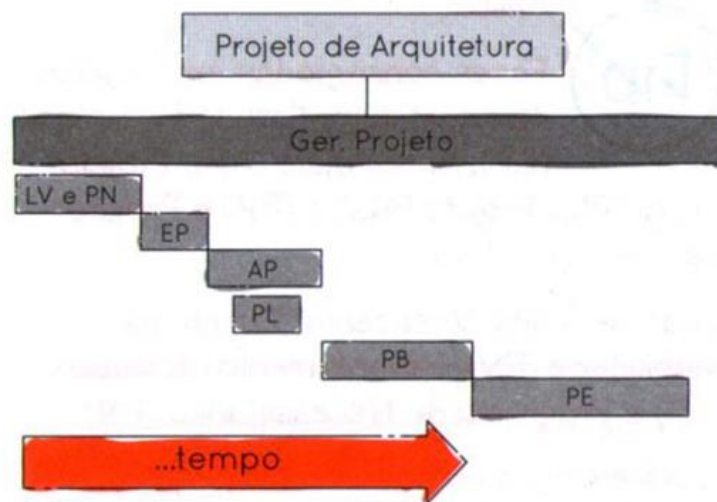 Projeto de Arquitetura
Ger. Projeto
LV e PN
EP
AP
PL
PB
PE
...tempo